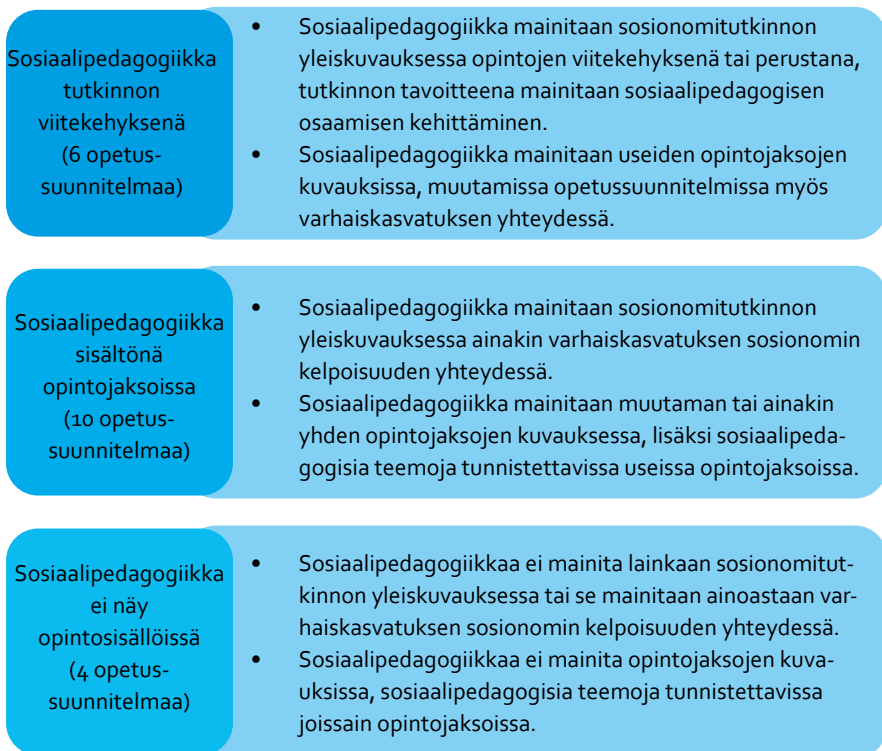 Sosiaalipedagogiikka
tutkinnon
viitekehyksenä
(6 opetus-
suunnitelmaa)
• Sosiaalipedagogiikka mainitaan sosionomitutkinnon
yleiskuvauksessa opintojen viitekehyksenä tai perustana,
tutkinnon tavoitteena mainitaan sosiaalipedagogisen
osaamisen kehittäminen.
• Sosiaalipedagogiikka mainitaan useiden opintojaksojen
kuvauksissa, muutamissa opetussuunnitelmissa myös
varhaiskasvatuksen yhteydessä.
Sosiaalipedagogiikka
sisältönä
opintojaksoissa
(10 opetus-
suunnitelmaa)
• Sosiaalipedagogiikka mainitaan sosionomitutkinnon
yleiskuvauksessa ainakin varhaiskasvatuksen sosionomin
kelpoisuuden yhteydessä.
• Sosiaalipedagogiikka mainitaan muutaman tai ainakin
yhden opintojaksojen kuvauksessa, lisäksi sosiaalipeda-
gogisia teemoja tunnistettavissa useissa opintojaksoissa.
Sosiaalipedagogiikka
ei näy
opintosisällöissä
(4 opetus-
suunnitelmaa)
• Sosiaalipedagogiikkaa ei mainita lainkaan sosionomitut-
kinnon yleiskuvauksessa tai se mainitaan ainoastaan var-
haiskasvatuksen sosionomin kelpoisuuden yhteydessä.
• Sosiaalipedagogiikkaa ei mainita opintojaksojen kuva-
uksissa, sosiaalipedagogisia teemoja tunnistettavissa
joissain opintojaksoissa.